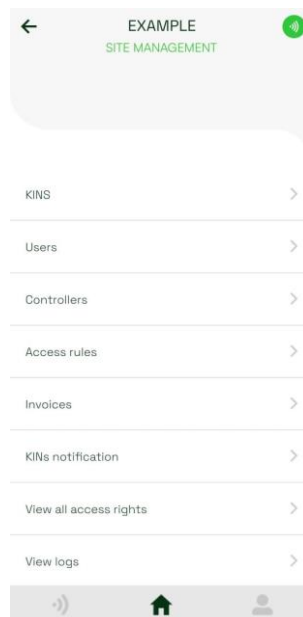 EXAMPLE
SITE MANAGEMENT
KINS
Users
Controllers
Access rules
Invoices
KINs notification
View all access rights
View logs